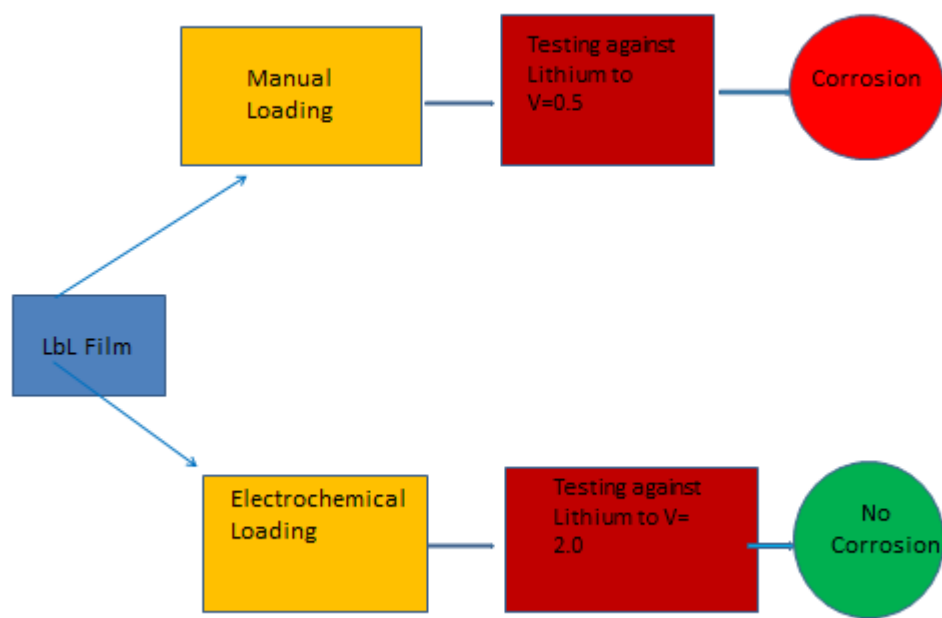 Manual
Loading
Testing against
Lithium to
V=0.5
Corrosion
LbL Film
Electrochemical
Loading
Testing against
Lithium to V=
2.0
No
Corrosion